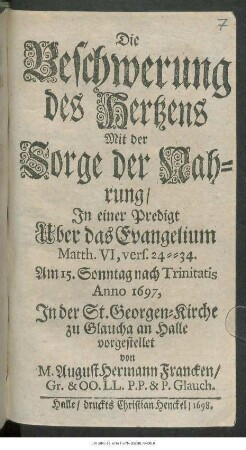 7
Die
Beschwerung
des Hertzens
Mit der
Sorge der Nah-
rung/
In einer Predigt
Uber das Evangelium
Matth. VI, vers. 24--34.
Am 15. Sonntag nach Trinitatis
Anno 1697,
In der St. Georgen-Kirche
zu Glaucha an Halle
vorgestellet
von
M. August Hermann Francken/
Gr. & OO. LL. P. P. & P. Glauch.
Halle/ druckts Christian Henckel/ 1698.